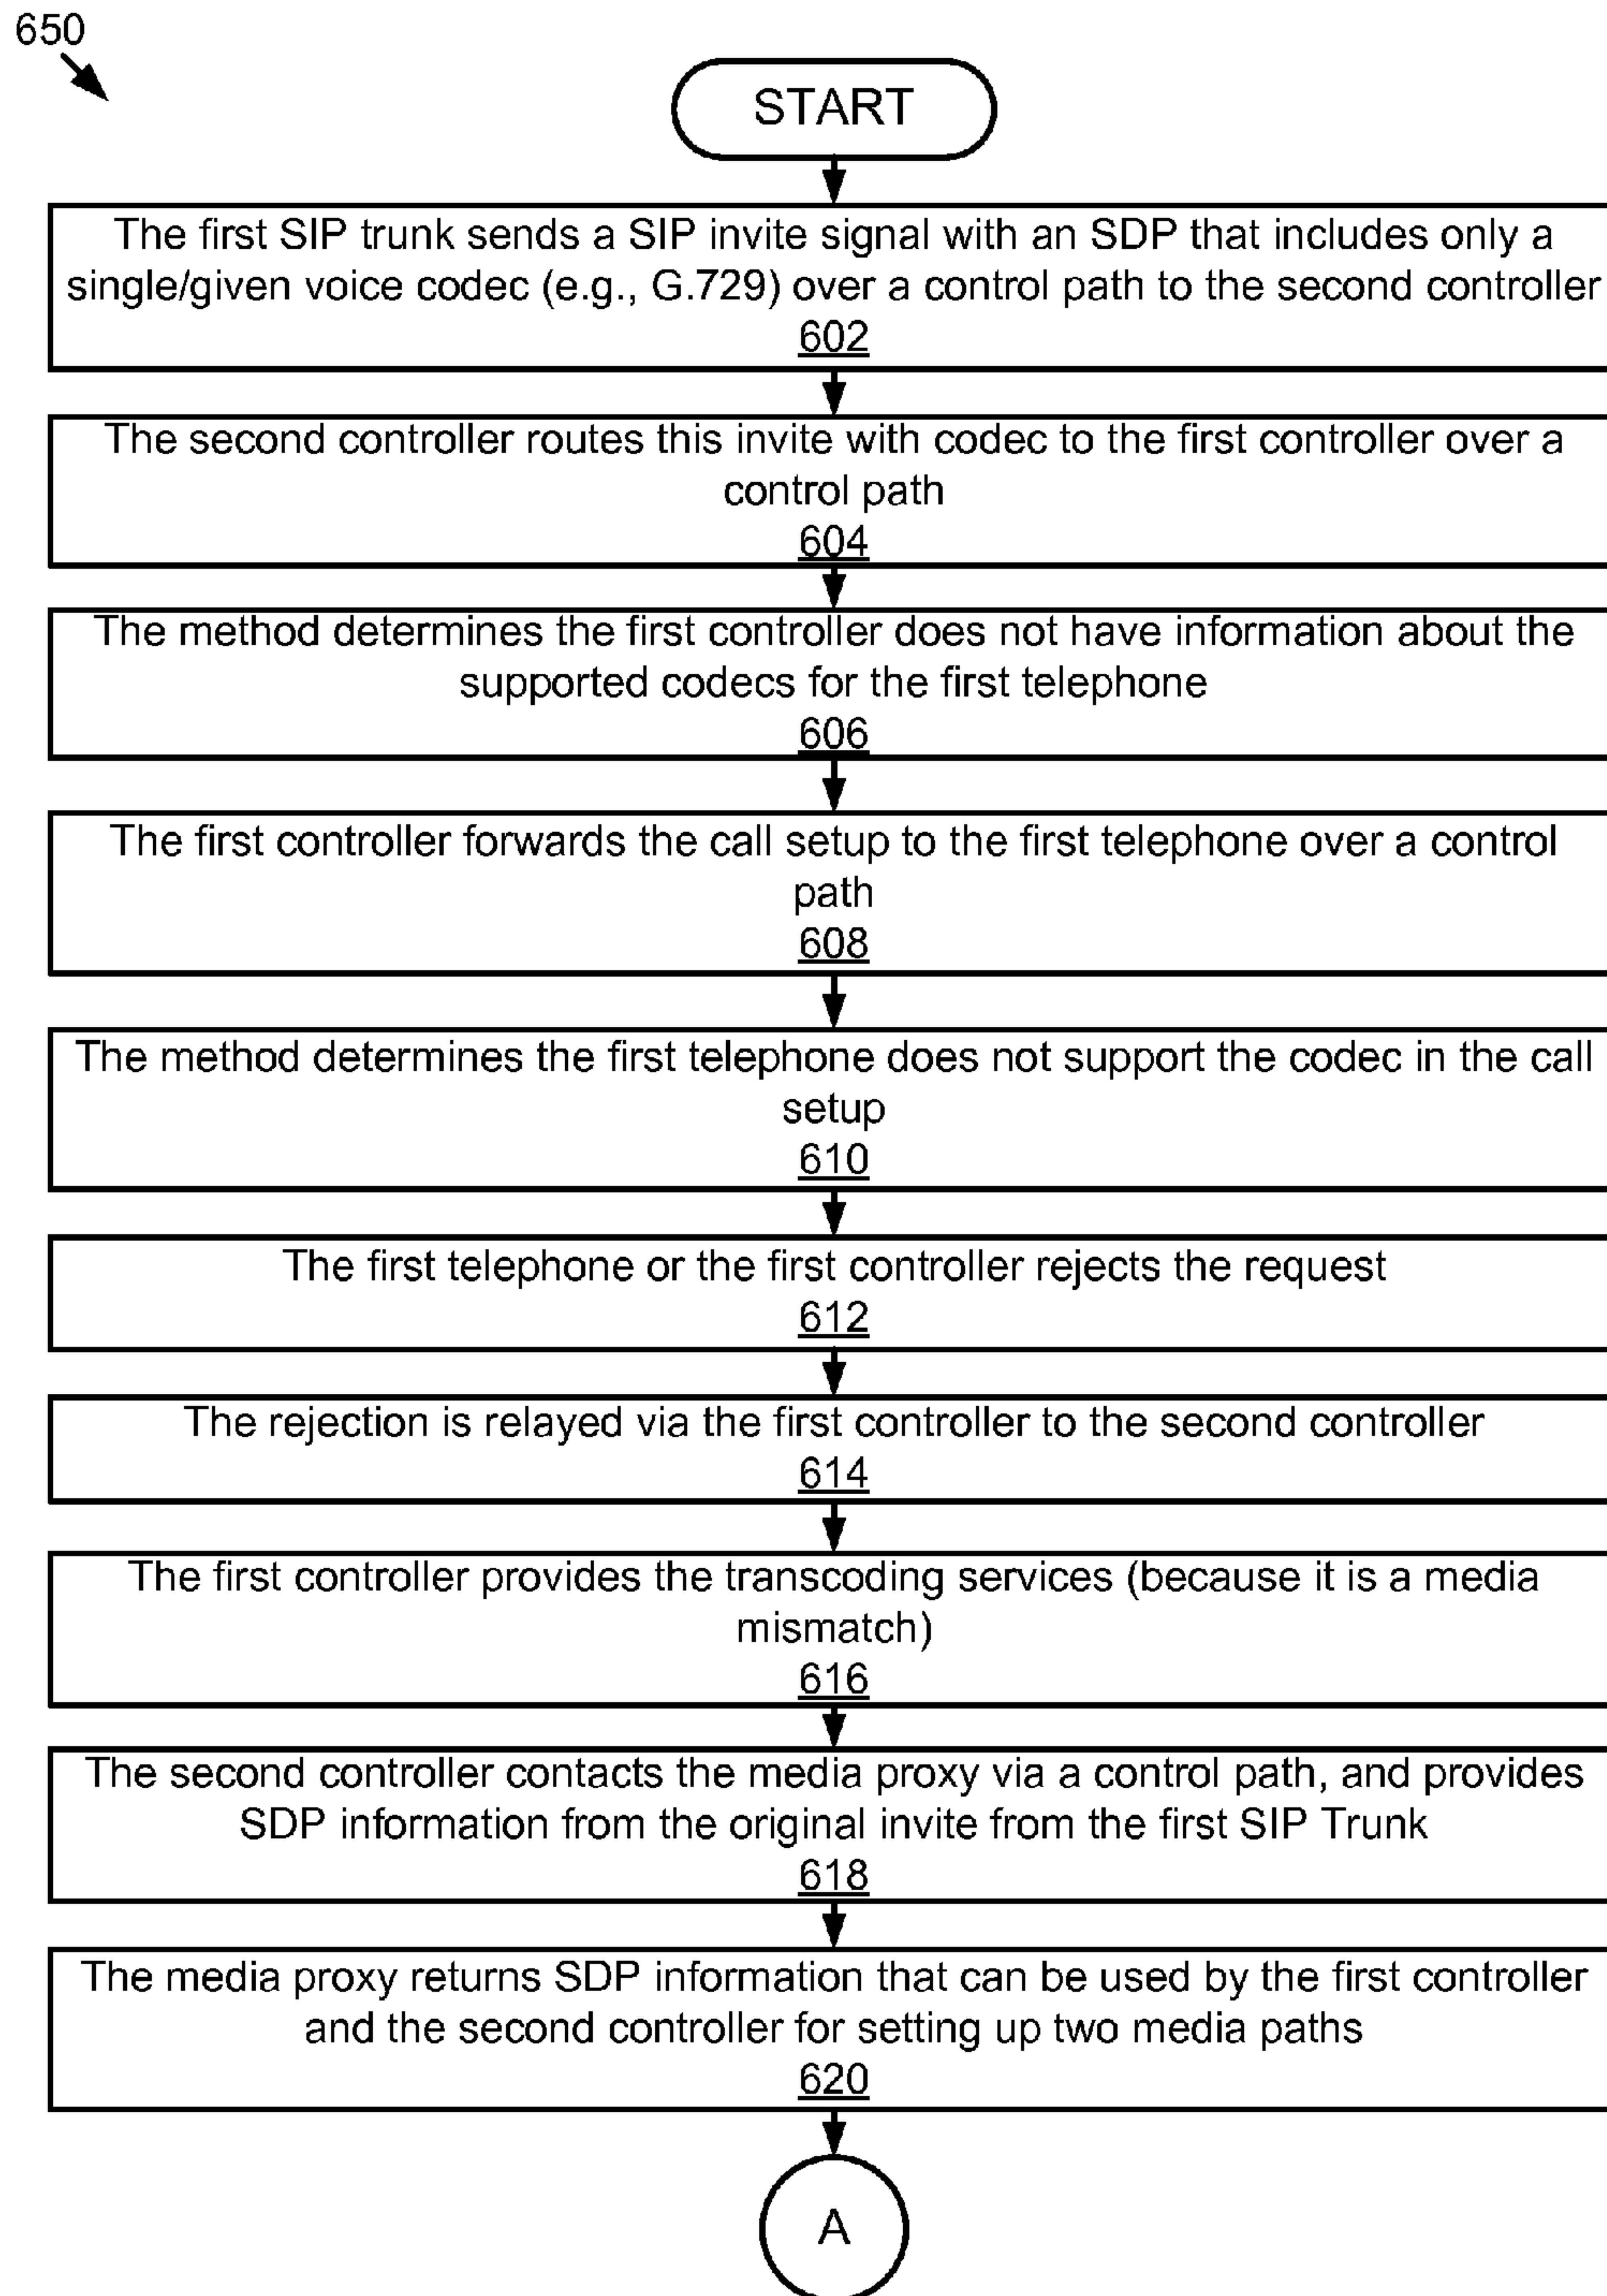 650
START
The first SIP trunk sends a SIP invite signal with an SDP that includes only a
single/given voice codec (e.g., G.729) over a control path to the second controller
602
The second controller routes this invite with codec to the first controller over a
control path
604
The method determines the first controller does not have information about the
supported codecs for the first telephone
606
The first controller forwards the call setup to the first telephone over a control
path
608
The method determines the first telephone does not support the codec in the call
setup
610
The first telephone or the first controller rejects the request
612
The rejection is relayed via the first controller to the second controller
614
The first controller provides the transcoding services (because it is a media
mismatch)
616
The second controller contacts the media proxy via a control path, and provides
SDP information from the original invite from the first SIP Trunk
618
The media proxy returns SDP information that can be used by the first controller
and the second controller for setting up two media paths
620
A